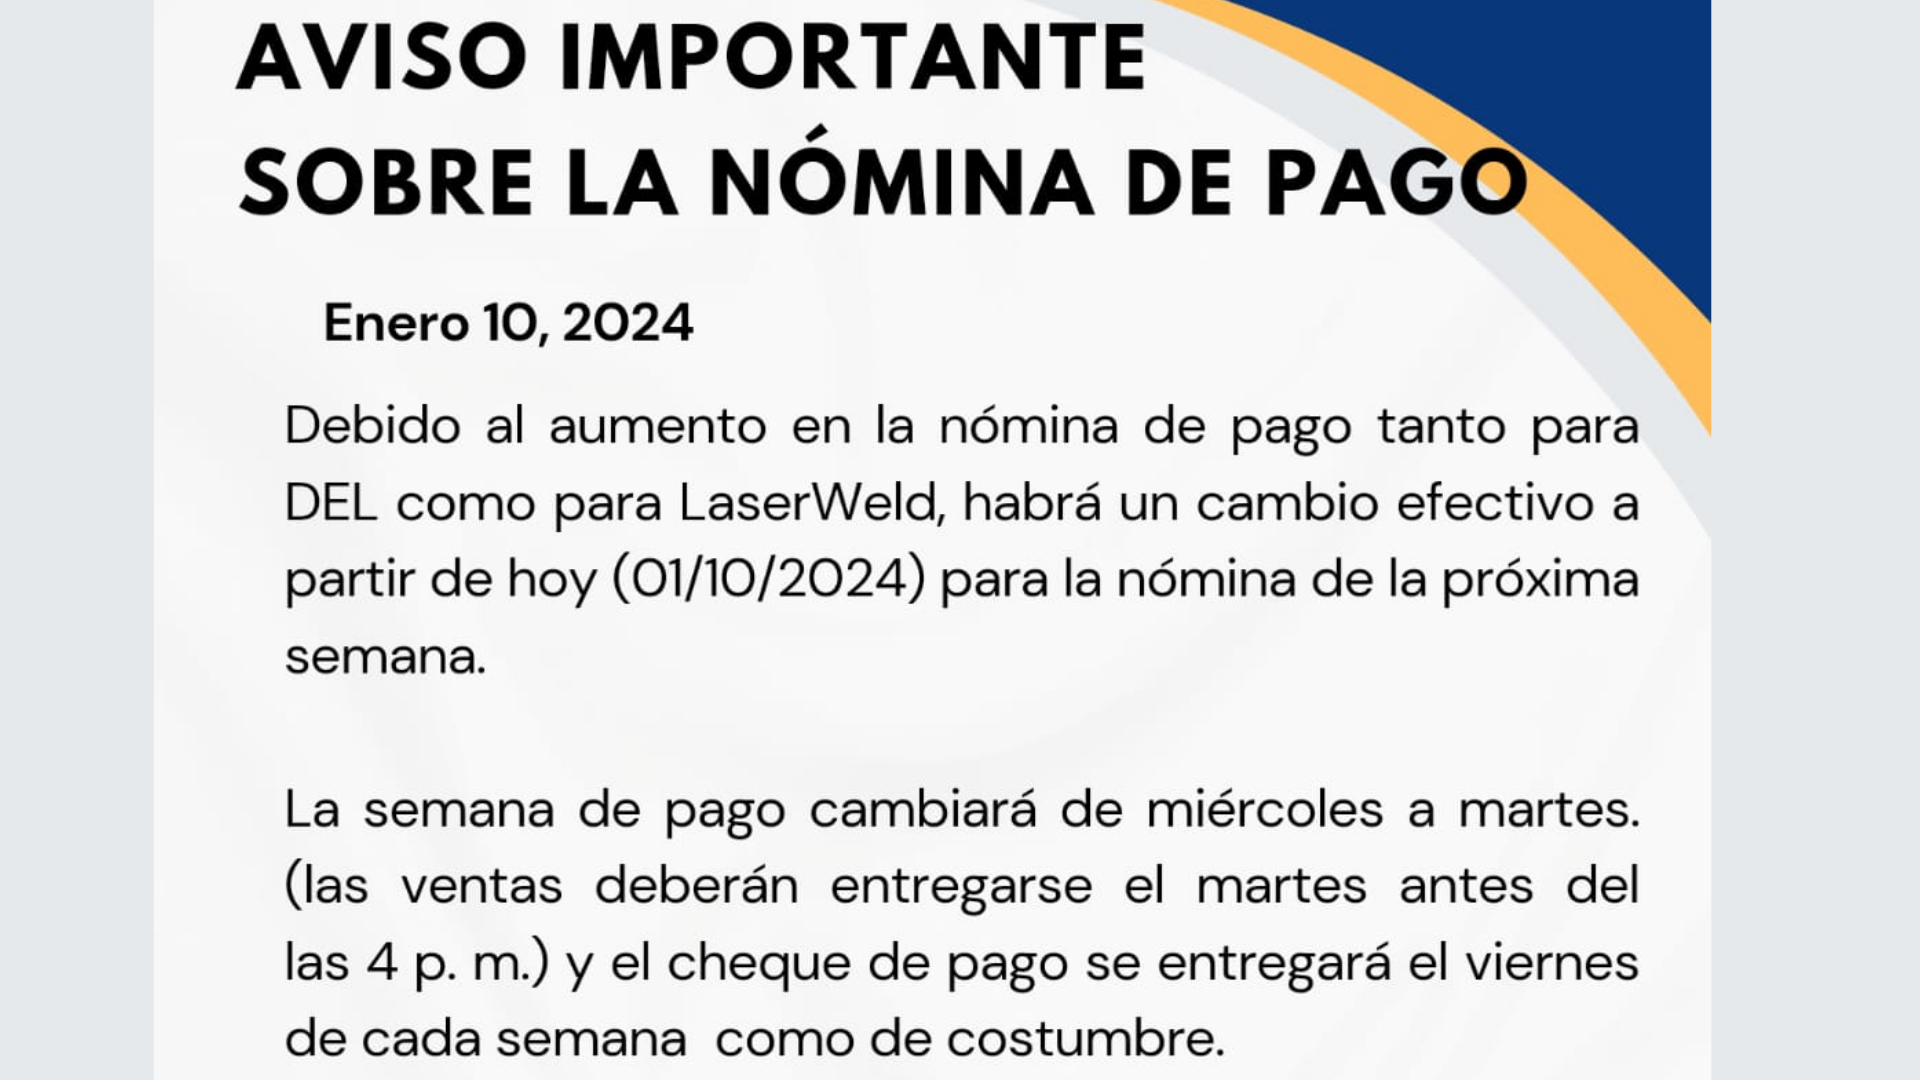 AVISO IMPORTANTE
SOBRE LA NÓMINA DE PAGO
Enero 10, 2024
Debido al aumento en la nómina de pago tanto para
DEL como para LaserWeld, habrá un cambio efectivo a
partir de hoy (01/10/2024) para la nómina de la próxima
semana.
La semana de pago cambiará de miércoles a martes.
(las ventas deberán entregarse el martes antes del
las 4 p. m.) y el cheque de pago se entregará el viernes
de cada semana  como de costumbre.